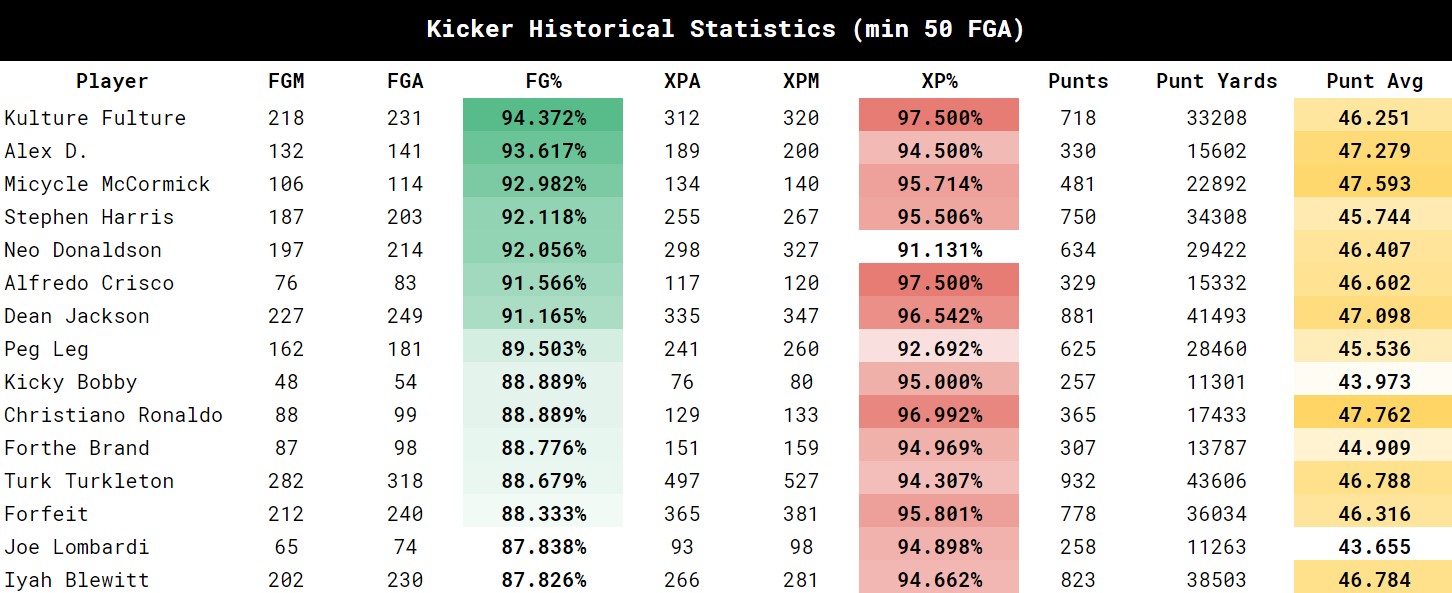 Kicker Historical Statistics (min 50 FGA)
Player FGM FGA FG% XPA XPM XP% Punts Punt Yards Punt Avg
Kulture Fulture 218 231 94.372% 312 320 97.500% 718 33208 46.251
Alex D. 132 141 93.617% 189 200 94.500% 330 15602 47.279
Micycle McCormick 106 114 92.982% 134 140 95.714% 481 22892 47.593
Stephen Harris 187 203 92.118% 255 267 95.506% 750 34308 45.744
Neo Donaldson 197 214 92.056% 298 327 91.131% 634 29422 46.407
Alfredo Crisco 76 83 91.566% 117 120 97.500% 329 15332 46.602
Dean Jackson 227 249 91.165% 335 347 96.542% 881 41493 47.098
Peg Leg 162 181 89.503% 241 260 92.692% 625 28460 45.536
Kicky Bobby 48 54 88.889% 76 80 95.000% 257 11301 43.973
Christiano Ronaldo 88 99 88.889% 129 133 96.992% 365 17433 47.762
Forthe Brand 87 98 88.776% 151 159 94.969% 307 13787 44.909
Turk Turkleton 282 318 88.679% 497 527 94.307% 932 43606 46.788
Forfeit 212 240 88.333% 365 381 95.801% 778 36034 46.316
Joe Lombardi 65 74 87.838% 93 98 94.898% 258 11263 43.655
Iyah Blewitt 202 230 87.826% 266 281 94.662% 823 38503 46.784